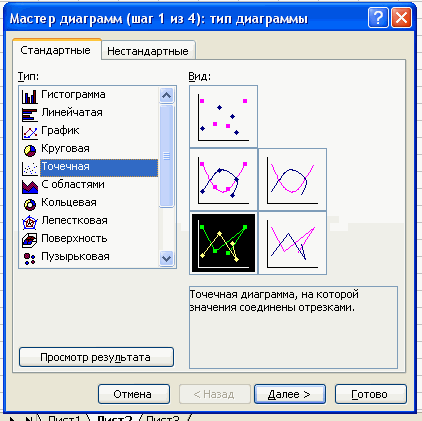 Мастер диаграмм (шаг 1 из 4): тип диаграммы
Стандартные
Нестандартные
Тип:
Гистограмма
Линейчатая
График
Круговая
Точечная
С областями
Кольцевая
Лепестковая
Поверхность
Пузырьковая
Вид:
Точечная диаграмма, на которой
значения соединены отрезками.
Просмотр результата
Отмена
< Назад
Далее >
Готово
Лист1
Лист2
Лист3